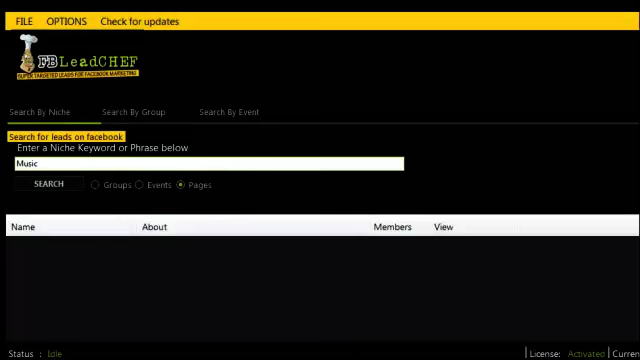 FILE OPTIONS Check for updates
FBLeadCHEF
SUPER TARGETED LEADS FOR FACEBOOK MARKETING
Search By Niche Search By Group Search By Event
Search for leads on facebook
Enter a Niche Keyword or Phrase below
Music
SEARCH Groups Events Pages
Name About Members View
Status : Idle License: Activated Curren